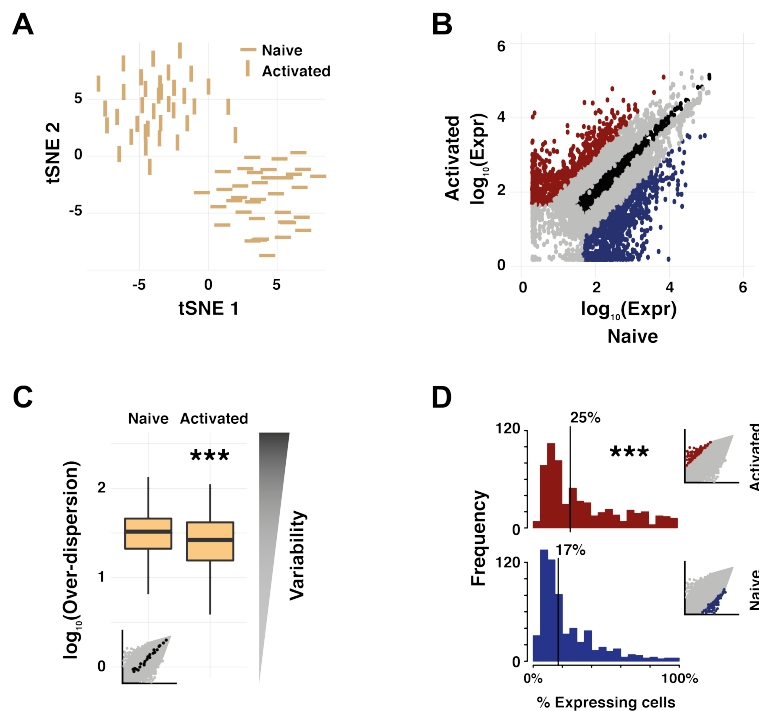 A
Naive
Activated
tSNE 2
5
0
-5
-5
0
5
tSNE 1
B
Activated
log₁₀(Expr)
6
4
2
0
0
2
4
6
log₁₀(Expr)
Naive
C
Naive
Activated
***
log₁₀(Over-dispersion)
2
1
0
Variability
D
Frequency
120
0
25%
***
Activated
120
0
17%
Naive
0%
100%
% Expressing cells